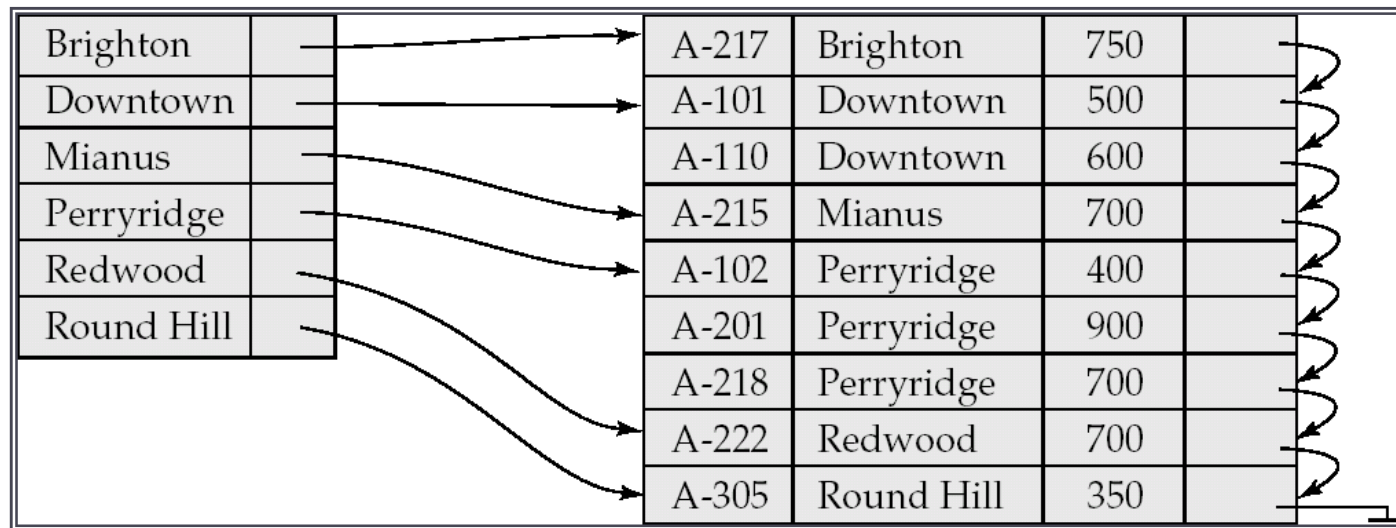 Brighton
Downtown
Mianus
Perryridge
Redwood
Round Hill
A-217 Brighton 750
A-101 Downtown 500
A-110 Downtown 600
A-215 Mianus 700
A-102 Perryridge 400
A-201 Perryridge 900
A-218 Perryridge 700
A-222 Redwood 700
A-305 Round Hill 350